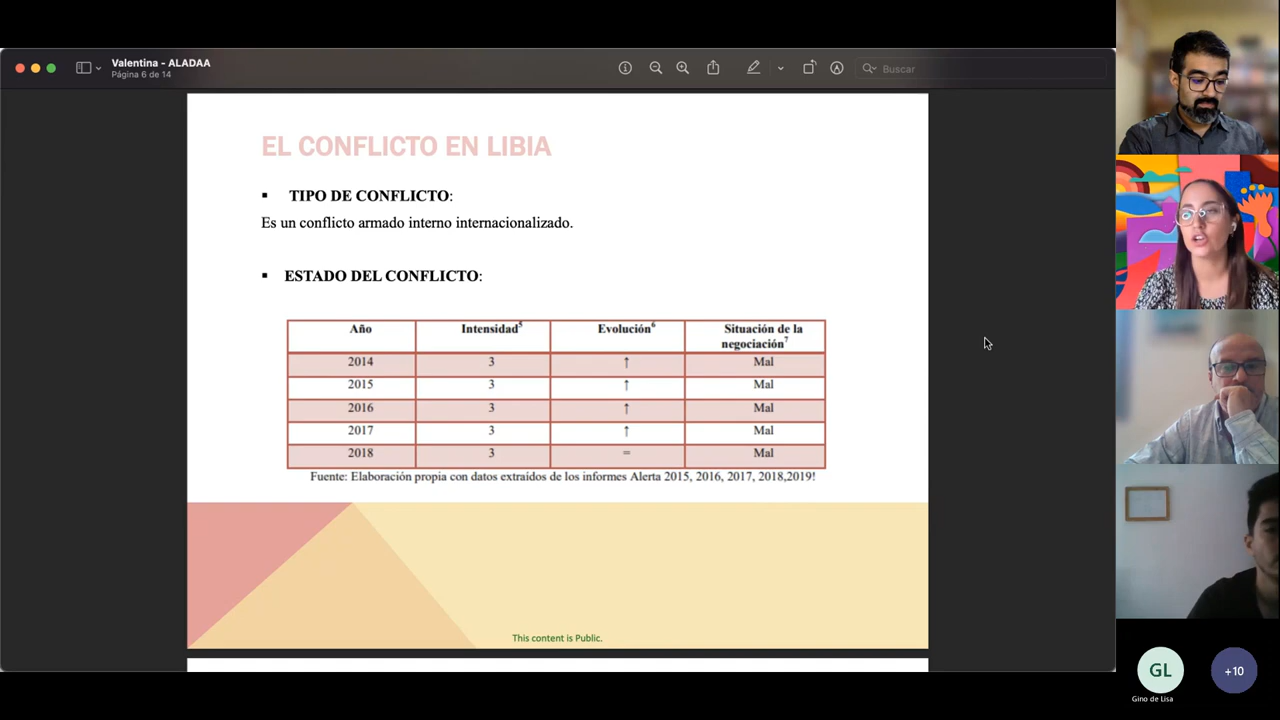 Valentina - ALADAA
Página 6 de 14
Buscar
EL CONFLICTO EN LIBIA
▪ TIPO DE CONFLICTO:
Es un conflicto armado interno internacionalizado.
▪ ESTADO DEL CONFLICTO:
Año Intensidad5 Evolución6 Situación de la
negociación7
2014 3 ↑ Mal
2015 3 ↑ Mal
2016 3 ↑ Mal
2017 3 ↑ Mal
2018 3 = Mal
Fuente: Elaboración propia con datos extraídos de los informes Alerta 2015, 2016, 2017, 2018,2019!
This content is Public.
GL
+10
Gino de Lisa